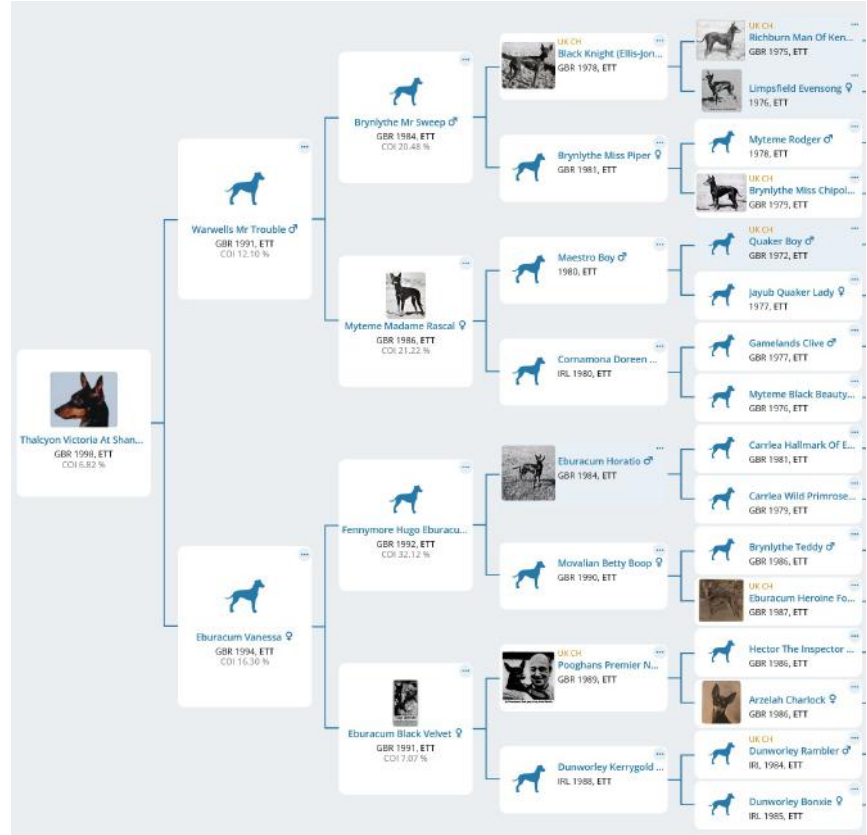 UK CH
Richburn Man Of Ken...
GBR 1975, ETT
UK CH
Black Knight (Ellis-Jon...
GBR 1978, ETT
Limpsfield Evensong ♀
1976, ETT
Brynlythe Mr Sweep ♂
GBR 1984, ETT
COI 20.48 %
Myteme Rodger ♂
1978, ETT
Brynlythe Miss Piper ♀
GBR 1981, ETT
UK CH
Brynlythe Miss Chipol...
GBR 1979, ETT
Warwells Mr Trouble ♂
GBR 1991, ETT
COI 12.10 %
UK CH
Quaker Boy ♂
GBR 1972, ETT
Maestro Boy ♂
1980, ETT
Jayub Quaker Lady ♀
1977, ETT
Myteme Madame Rascal ♀
GBR 1986, ETT
COI 21.22 %
Gamelands Clive ♂
GBR 1977, ETT
Cornamona Doreen ...
IRL 1980, ETT
Myteme Black Beauty...
GBR 1976, ETT
Thalcyon Victoria At Shan...
GBR 1998, ETT
COI 6.82 %
Carrlea Hallmark Of E...
GBR 1981, ETT
Eburacum Horatio ♂
GBR 1984, ETT
Carrlea Wild Primrose...
GBR 1979, ETT
Fennymore Hugo Eburacu...
GBR 1992, ETT
COI 32.12 %
Brynlythe Teddy ♂
GBR 1986, ETT
Movalian Betty Boop ♀
GBR 1990, ETT
UK CH
Eburacum Heroine Fo...
GBR 1987, ETT
Eburacum Vanessa ♀
GBR 1994, ETT
COI 16.30 %
Hector The Inspector ...
GBR 1986, ETT
UK CH
Pooghans Premier N...
GBR 1989, ETT
Arzelah Charlock ♀
GBR 1986, ETT
Eburacum Black Velvet ♀
GBR 1991, ETT
COI 7.07 %
UK CH
Dunworley Rambler ♂
IRL 1984, ETT
Dunworley Kerrygold ...
IRL 1988, ETT
Dunworley Bonxie ♀
IRL 1985, ETT